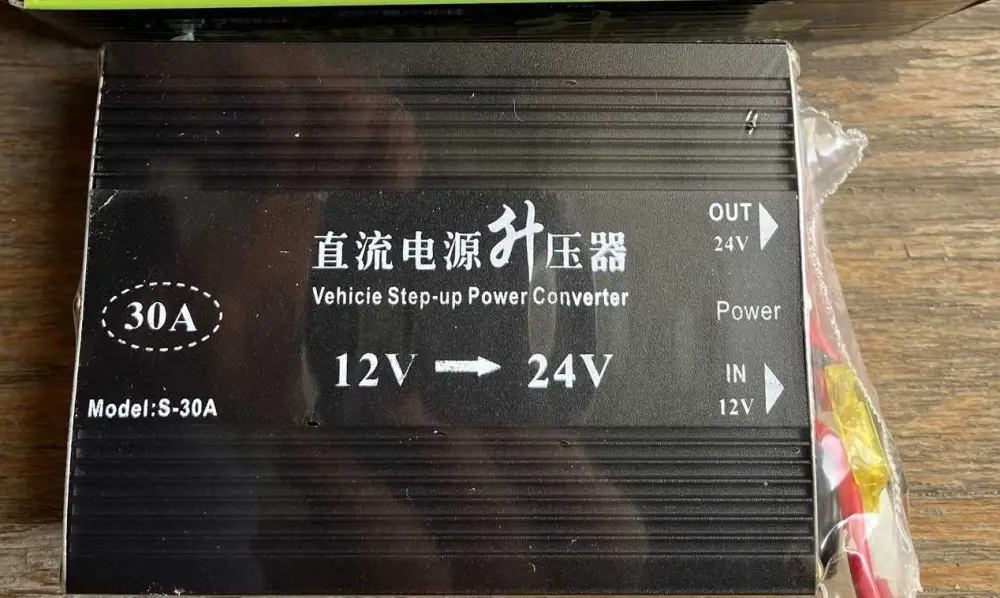 直流电源升压器
Vehicie Step-up Power Converter
30A
12V → 24V
Model:S-30A
OUT
24V
Power
IN
12V